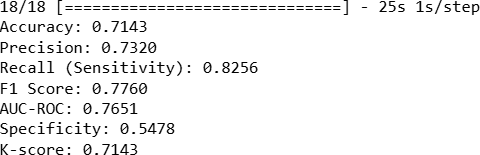 18/18 [==============================] - 25s 1s/step
Accuracy: 0.7143
Precision: 0.7320
Recall (Sensitivity): 0.8256
F1 Score: 0.7760
AUC-ROC: 0.7651
Specificity: 0.5478
K-score: 0.7143